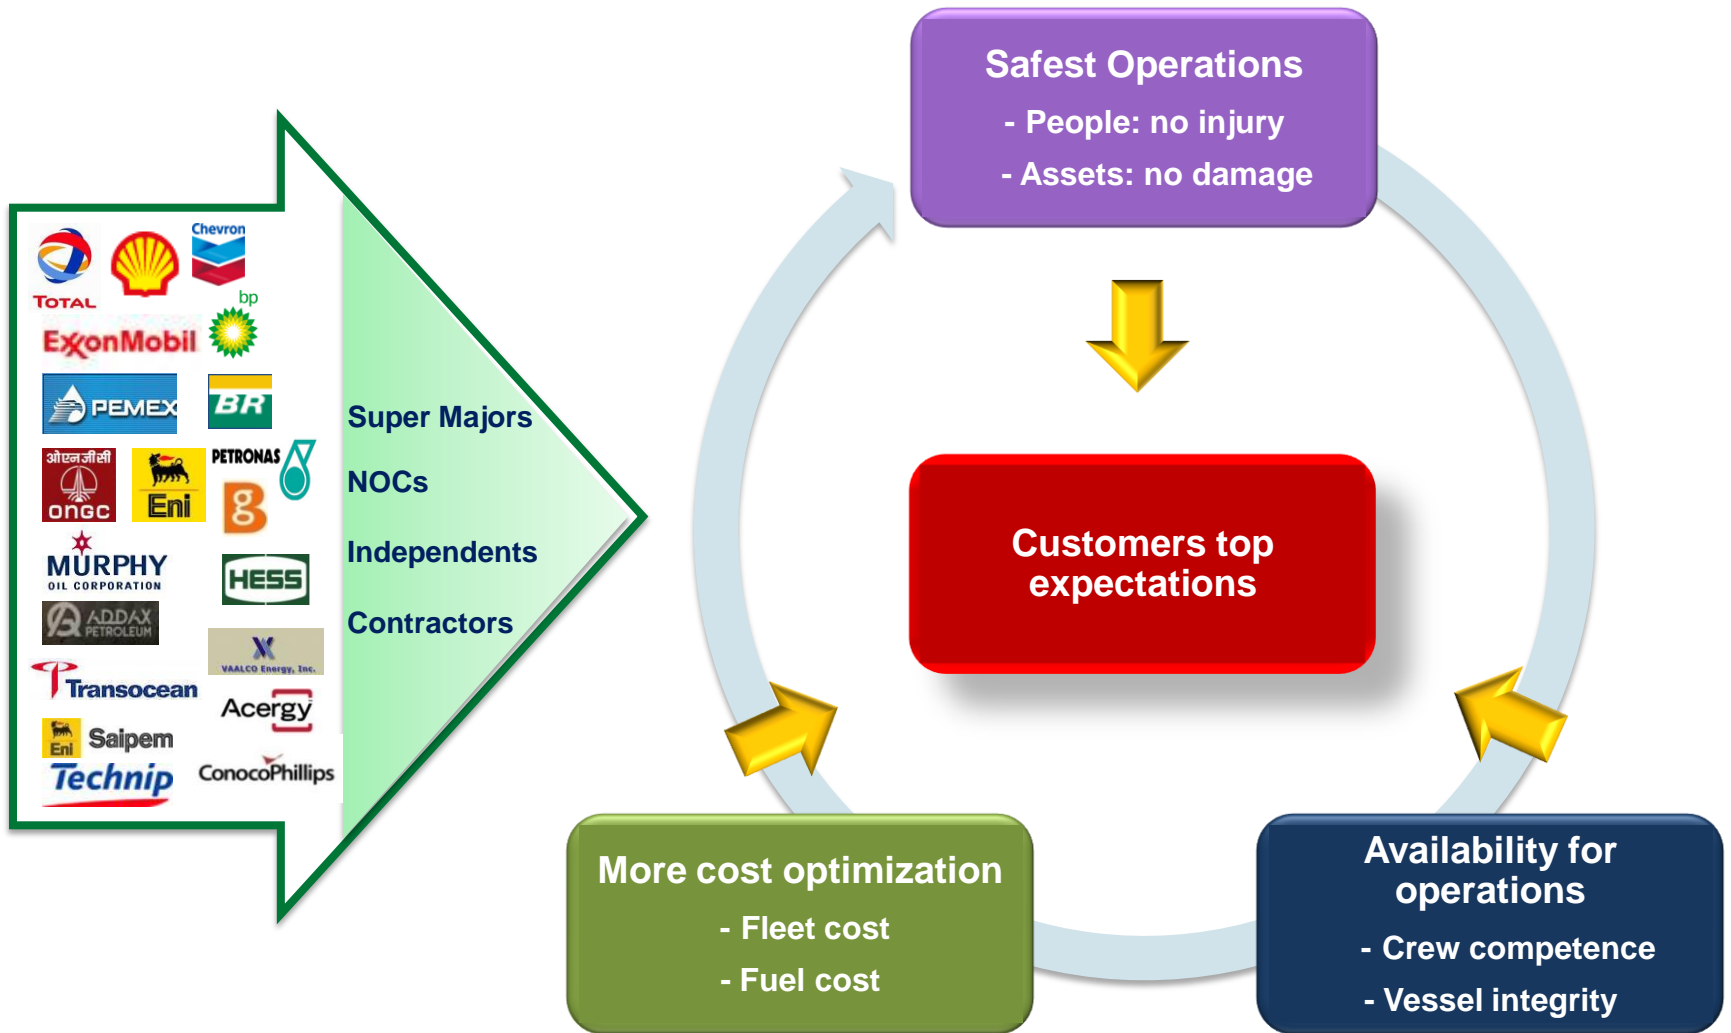 Chevron
TOTAL
bp
ExxonMobil
PEMEX
BR
ओएनजीसी
ONGC
Eni
PETRONAS
g
MURPHY
OIL CORPORATION
HESS
ADDAX
PETROLEUM
VAALCO Energy, Inc.
Transocean
Acergy
Eni
Saipem
Technip
ConocoPhillips
Super Majors
NOCs
Independents
Contractors
Safest Operations
- People: no injury
- Assets: no damage
Customers top
expectations
More cost optimization
- Fleet cost
- Fuel cost
Availability for
operations
- Crew competence
- Vessel integrity